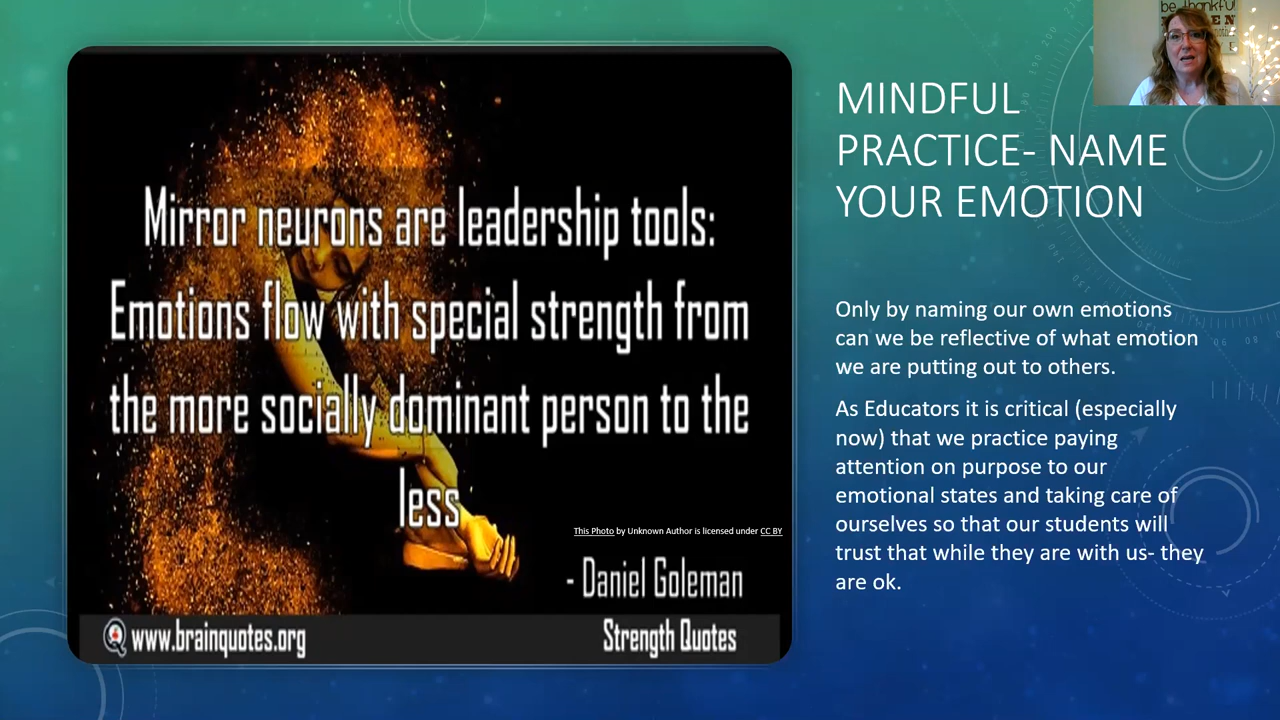 Mirror neurons are leadership tools:
Emotions flow with special strength from
the more socially dominant person to the
less
This Photo by Unknown Author is licensed under CC BY
- Daniel Goleman
www.brainquotes.org
Strength Quotes
MINDFUL
PRACTICE- NAME
YOUR EMOTION
Only by naming our own emotions
can we be reflective of what emotion
we are putting out to others.
As Educators it is critical (especially
now) that we practice paying
attention on purpose to our
emotional states and taking care of
ourselves so that our students will
trust that while they are with us- they
are ok.
be thankful